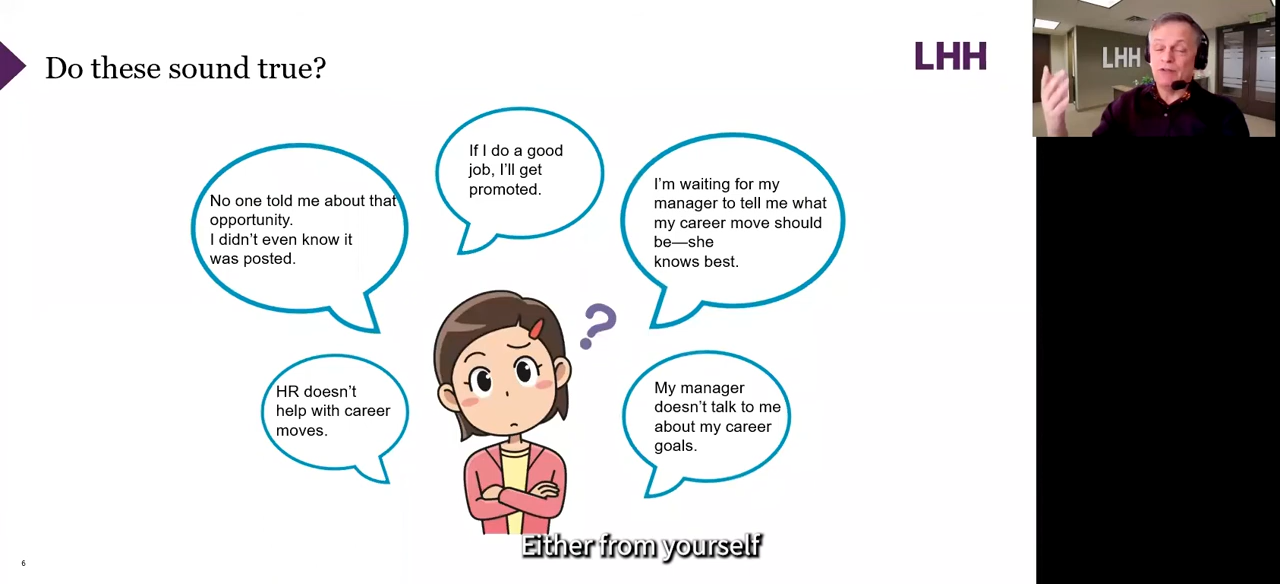 Do these sound true?
LHH
LHH
If I do a good
job, I'll get
promoted.
No one told me about that
opportunity.
I didn't even know it
was posted.
I'm waiting for my
manager to tell me what
my career move should
be—she
knows best.
?
HR doesn't
help with career
moves.
My manager
doesn't talk to me
about my career
goals.
Either from yourself
6